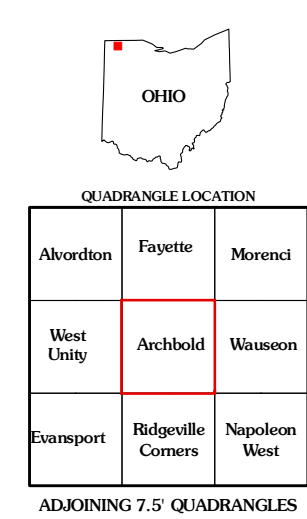 OHIO
QUADRANGLE LOCATION
Alvordton
Fayette
Morenci
West
Unity
Archbold
Wauseon
Evansport
Ridgeville
Corners
Napoleon
West
ADJOINING 7.5' QUADRANGLES